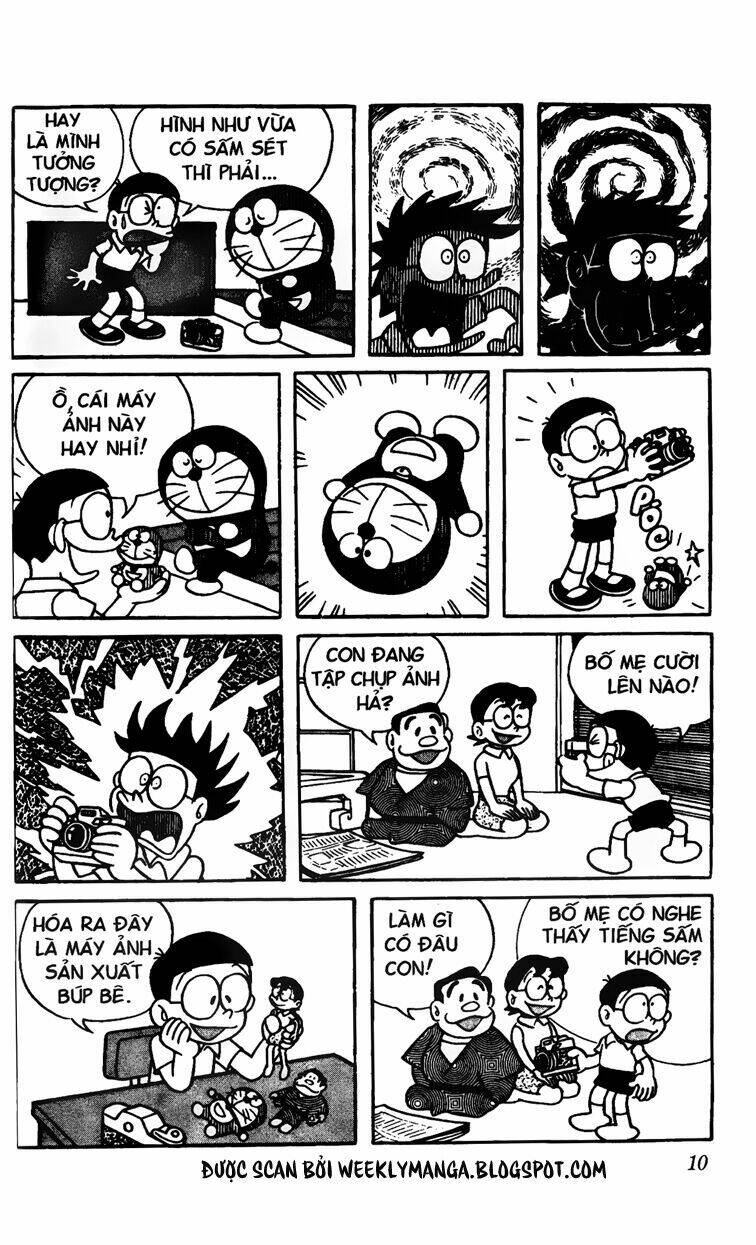 HÌNH NHƯ VỪA
CÓ SẤM SÉT
THÌ PHẢI...
HAY
LÀ MÌNH
TƯỞNG
TƯỢNG?
PÔC
Ồ, CÁI MÁY
ẢNH NÀY
HAY NHỈ!
BỐ MẸ CƯỜI
LÊN NÀO!
CON ĐANG
TẬP CHỤP ẢNH
HẢ?
BỐ MẸ CÓ NGHE
THẤY TIẾNG SẤM
KHÔNG?
LÀM GÌ
CÓ ĐÂU
CON!
HÓA RA ĐÂY
LÀ MÁY ẢNH
SẢN XUẤT
BÚP BÊ.
ĐƯỢC SCAN BỞI WEEKLYMANGA.BLOGSPOT.COM
10